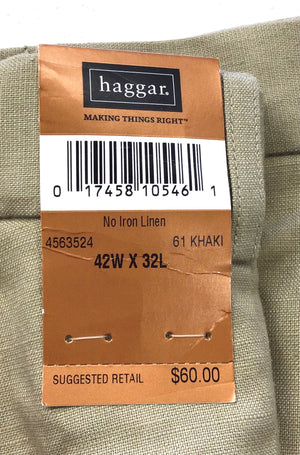 haggar.
MAKING THINGS RIGHT™
0 17458 10546 1
No Iron Linen
4563524 61 KHAKI
42W X 32L
SUGGESTED RETAIL $60.00